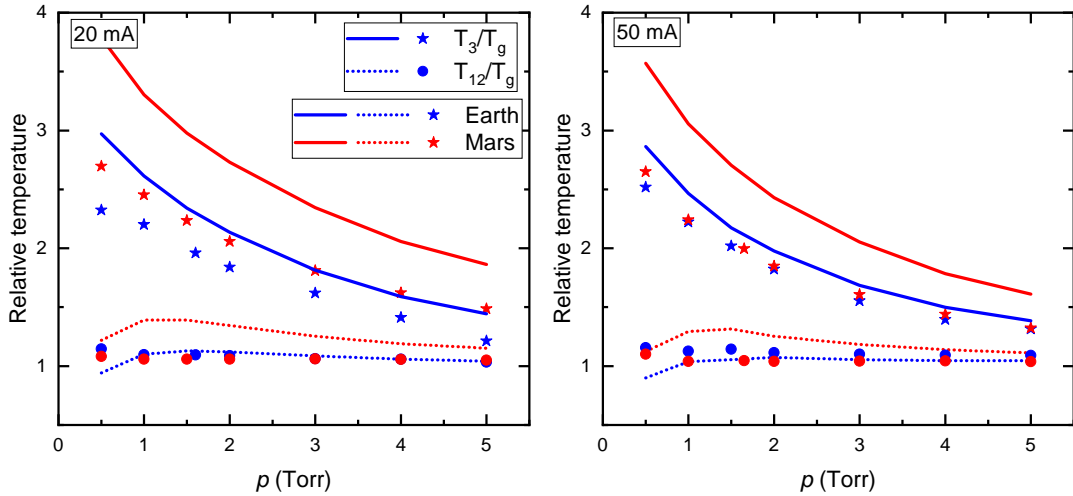 20 mA
T3/Tg
T12/Tg
Earth
Mars
Relative temperature
4
3
2
1
0 1 2 3 4 5
p (Torr)
50 mA
Relative temperature
4
3
2
1
0 1 2 3 4 5
p (Torr)